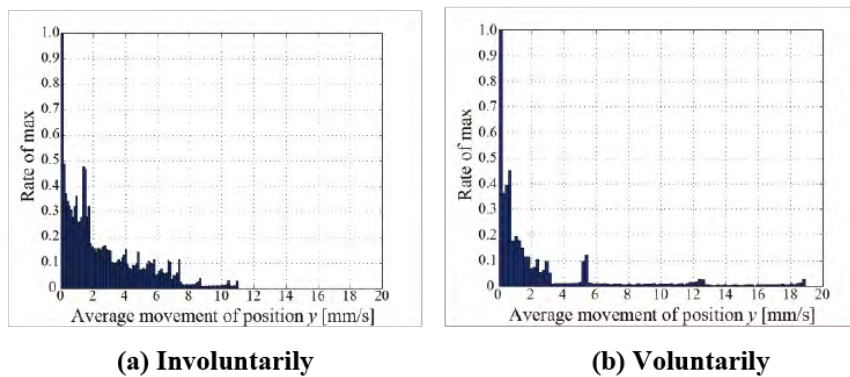 1.0
0.9
0.8
0.7
0.6
0.5
0.4
0.3
0.2
0.1
0
Rate of max
0 2 4 6 8 10 12 14 16 18 20
Average movement of position y [mm/s]
(a) Involuntarily
1.0
0.9
0.8
0.7
0.6
0.5
0.4
0.3
0.2
0.1
0
Rate of max
0 2 4 6 8 10 12 14 16 18 20
Average movement of position y [mm/s]
(b) Voluntarily